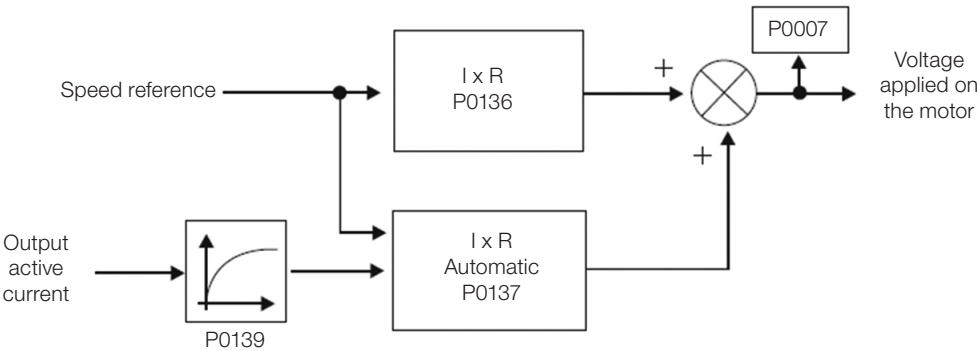 P0007
Speed reference
I x R
P0136
+
Voltage
applied on
the motor
+
Output
active
current
I x R
Automatic
P0137
P0139